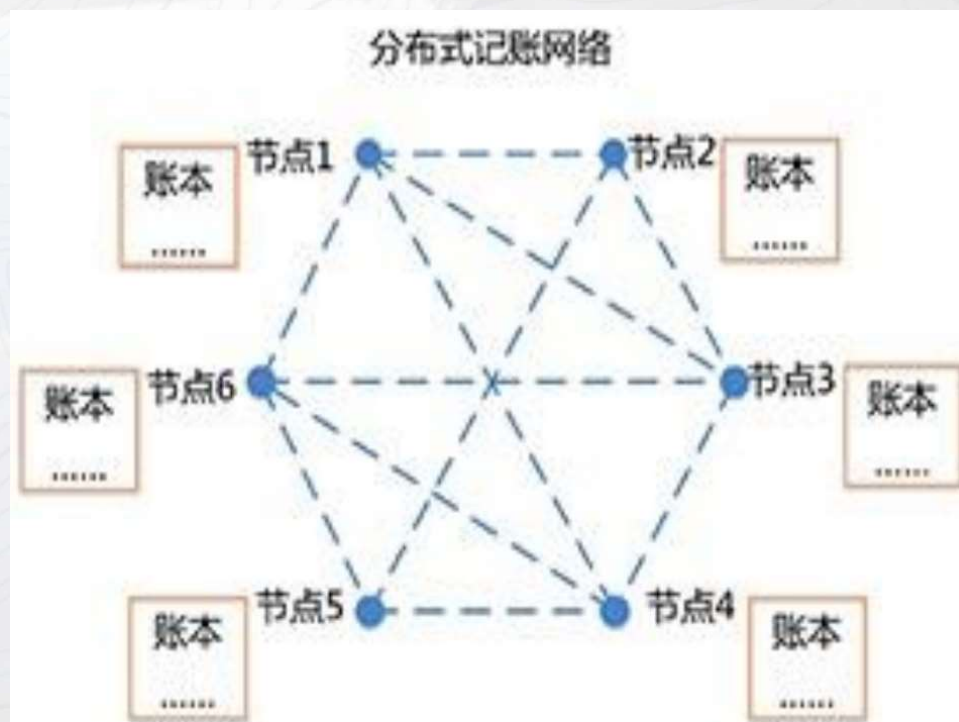 分布式记账网络
节点1
节点2
账本
......
账本
......
节点6
节点3
账本
......
账本
......
节点5
节点4
账本
......
账本
......